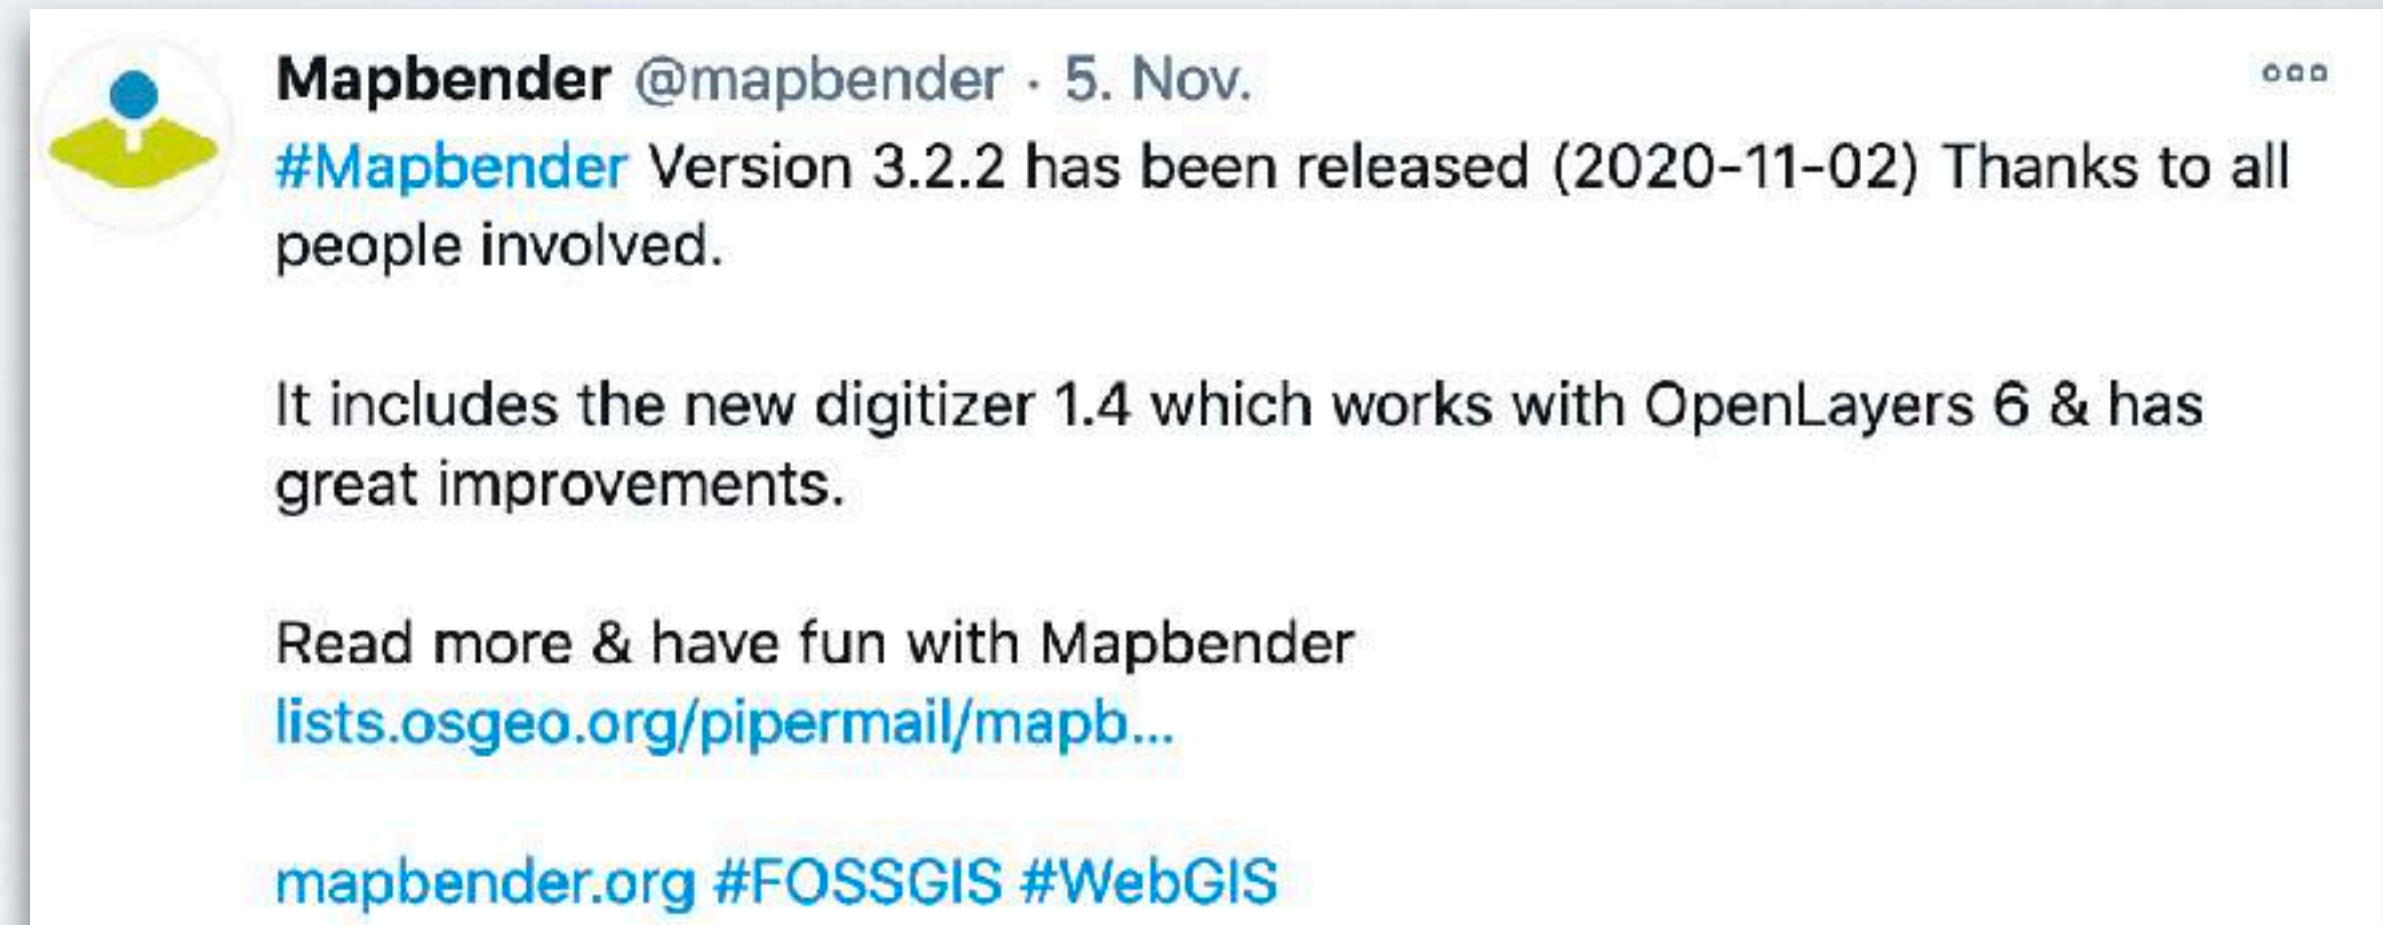 Mapbender @mapbender · 5. Nov.
#Mapbender Version 3.2.2 has been released (2020-11-02) Thanks to all
people involved.
It includes the new digitizer 1.4 which works with OpenLayers 6 & has
great improvements.
Read more & have fun with Mapbender
lists.osgeo.org/pipermail/mapb...
mapbender.org #FOSSGIS #WebGIS